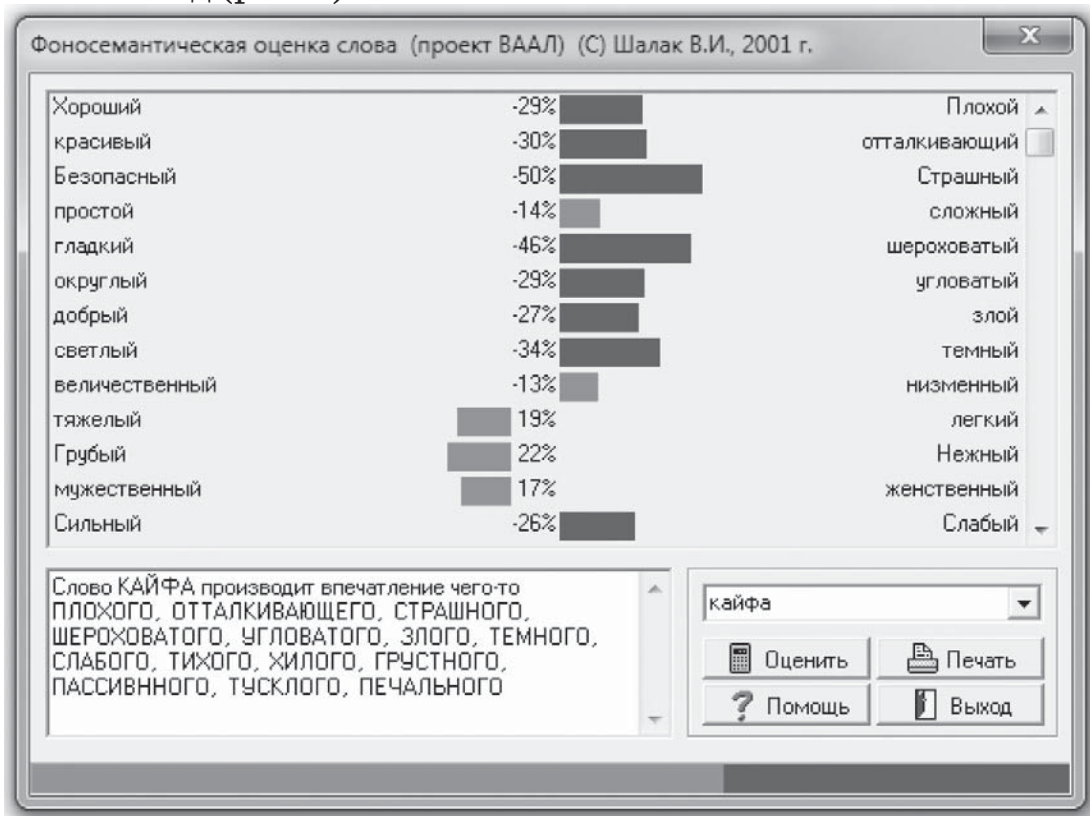 Фоносемантическая оценка слова (проект ВААЛ) (С) Шалак В.И., 2001 г.
Хороший -29% Плохой
красивый -30% отталкивающий
Безопасный -50% Страшный
простой -14% сложный
гладкий -46% шероховатый
округлый -29% угловатый
добрый -27% злой
светлый -34% темный
величественный -13% низменный
тяжелый 19% легкий
Грубый 22% Нежный
мужественный 17% женственный
Сильный -26% Слабый
Слово КАЙФА производит впечатление чего-то
ПЛОХОГО, ОТТАЛКИВАЮЩЕГО, СТРАШНОГО,
ШЕРОХОВАТОГО, УГЛОВАТОГО, ЗЛОГО, ТЕМНОГО,
СЛАБОГО, ТИХОГО, ХИЛОГО, ГРУСТНОГО,
ПАССИВННОГО, ТУСКЛОГО, ПЕЧАЛЬНОГО
кайфа
Оценить Печать
Помощь Выход